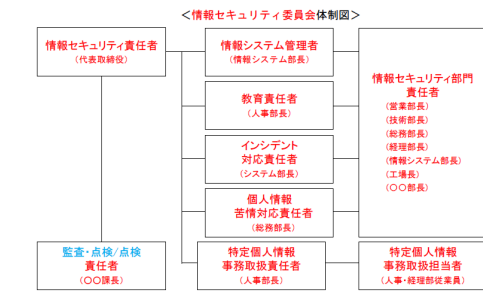 ＜情報セキュリティ委員会体制図＞
情報セキュリティ責任者
（代表取締役）
情報システム管理者
（情報システム部長）
教育責任者
（人事部長）
インシデント
対応責任者
（システム部長）
個人情報
苦情対応責任者
（総務部長）
情報セキュリティ部門
責任者
（営業部長）
（技術部長）
（総務部長）
（経理部長）
（情報システム部長）
（工場長）
（〇〇部長）
監査・点検/点検
責任者
（〇〇課長）
特定個人情報
事務取扱責任者
（人事部長）
特定個人情報
事務取扱担当者
（人事・経理部従業員）